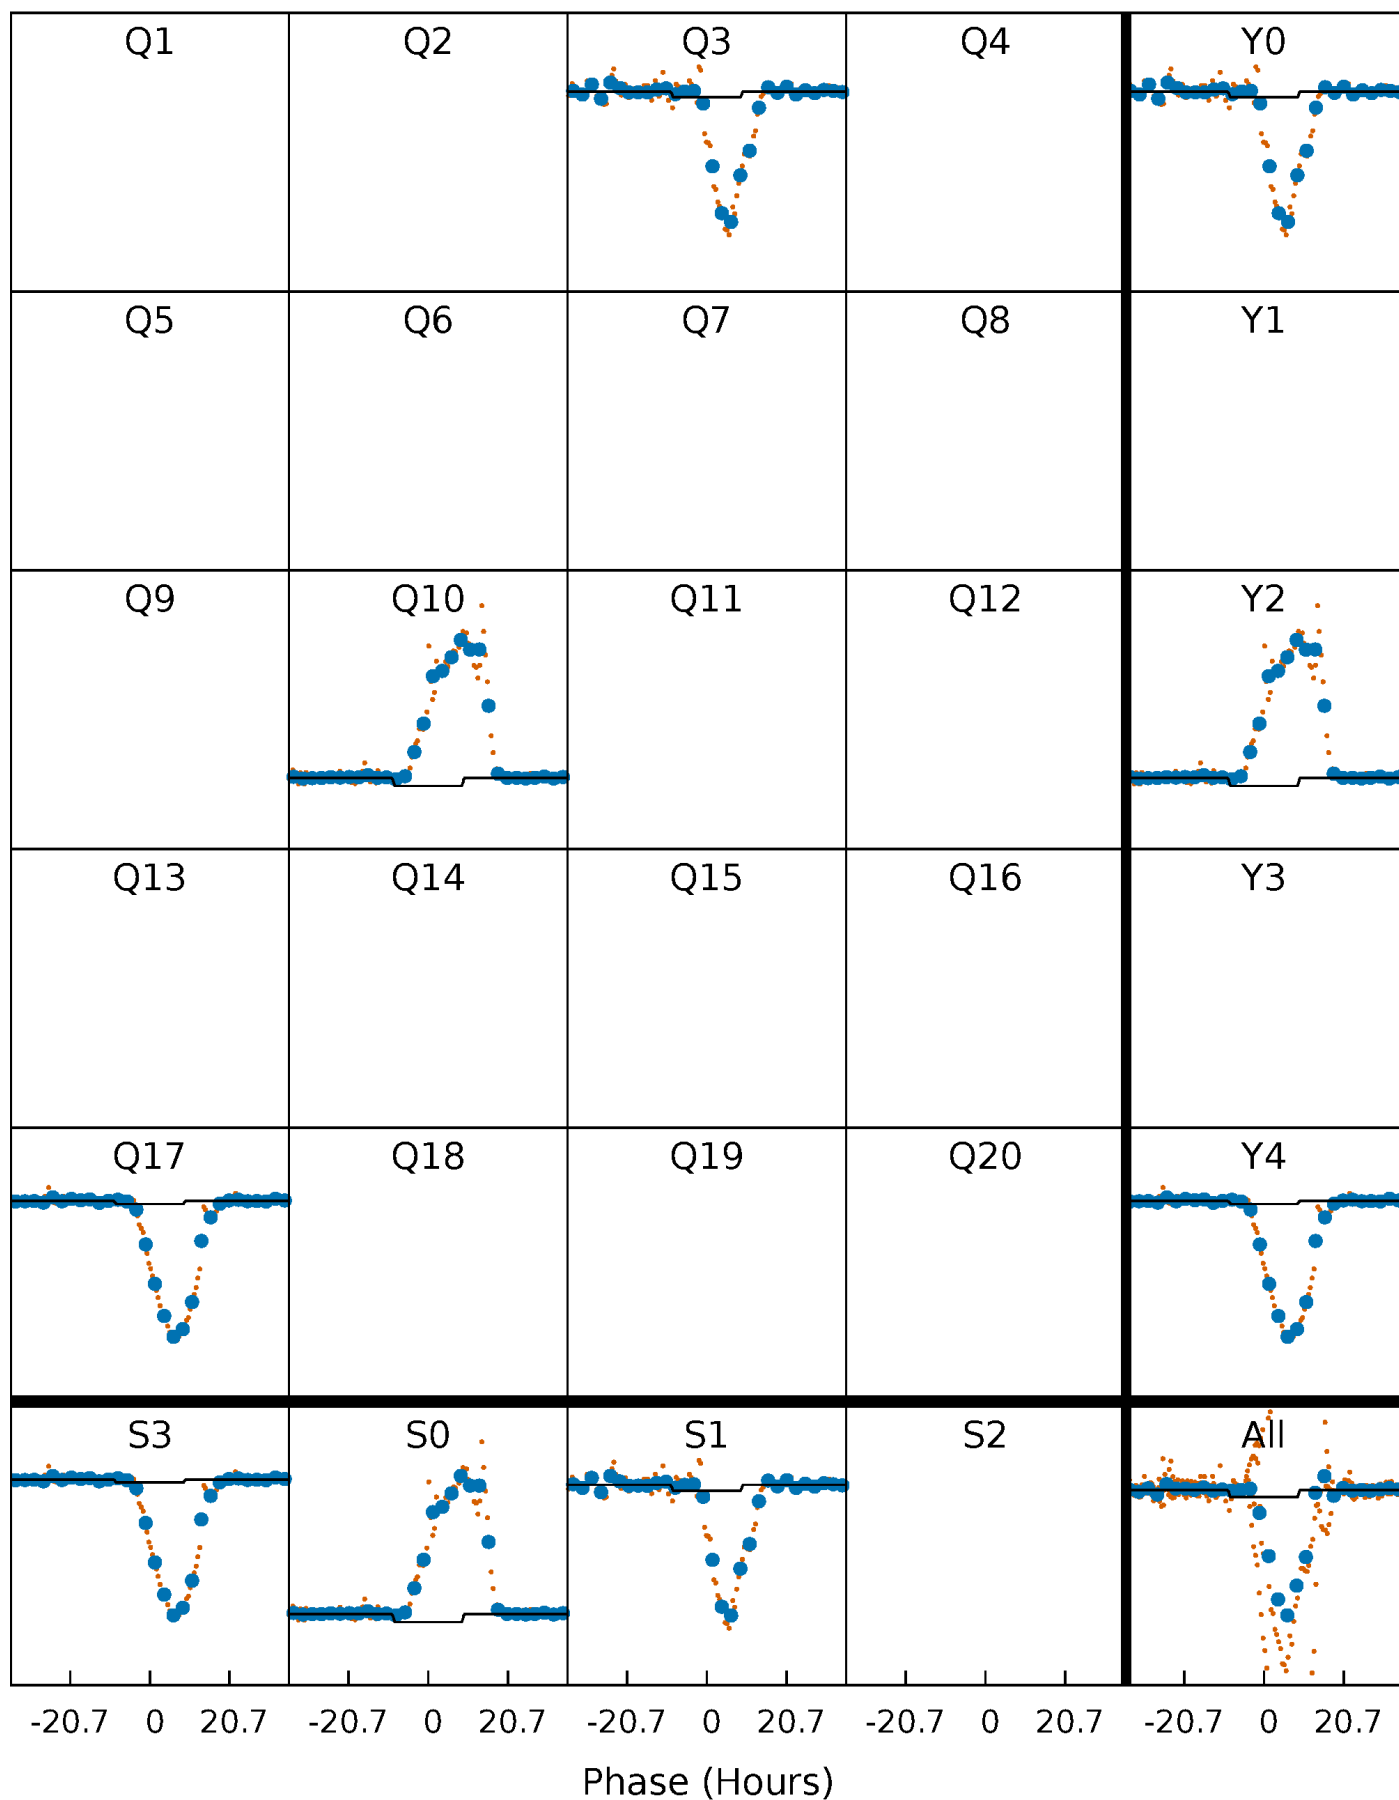 Q1 Q2 Q3 Q4 Y0
Q5 Q6 Q7 Q8 Y1
Q9 Q10 Q11 Q12 Y2
Q13 Q14 Q15 Q16 Y3
Q17 Q18 Q19 Q20 Y4
S3 S0 S1 S2 All
-20.7 0 20.7 -20.7 0 20.7 -20.7 0 20.7 -20.7 0 20.7 -20.7 0 20.7
Phase (Hours)